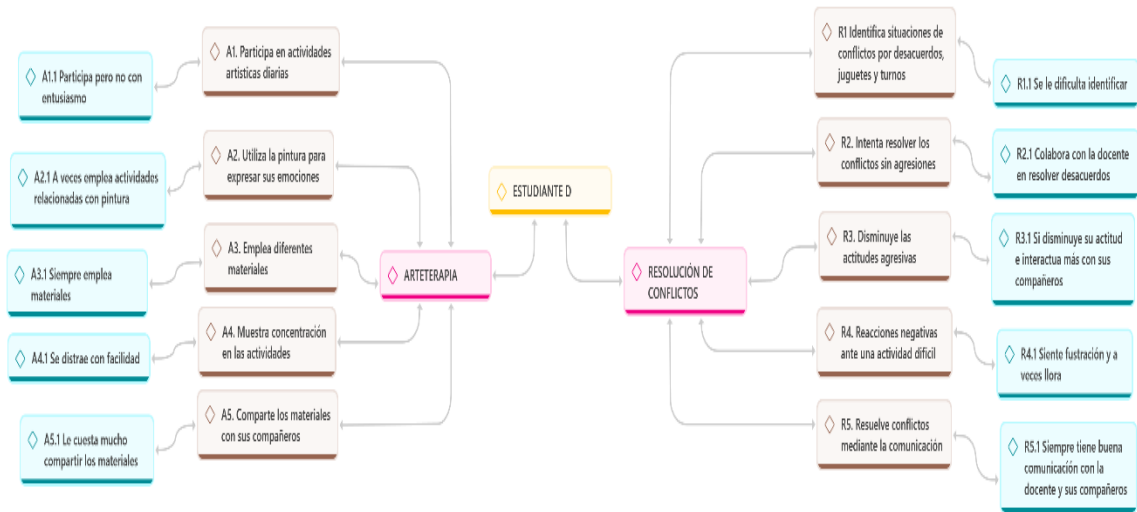 A1. Participa en actividades
artísticas diarias
A1.1 Participa pero no con
entusiasmo
A2. Utiliza la pintura para
expresar sus emociones
A2.1 A veces emplea actividades
relacionadas con pintura
A3. Emplea diferentes
materiales
A3.1 Siempre emplea
materiales
A4. Muestra concentración
en las actividades
A4.1 Se distrae con facilidad
A5. Comparte los materiales
con sus compañeros
A5.1 Le cuesta mucho
compartir los materiales
ARTETERAPIA
ESTUDIANTE D
RESOLUCIÓN DE
CONFLICTOS
R1 Identifica situaciones de
conflictos por desacuerdos,
juguetes y turnos
R1.1 Se le dificulta identificar
R2. Intenta resolver los
conflictos sin agresiones
R2.1 Colabora con la docente
en resolver desacuerdos
R3. Disminuye las
actitudes agresivas
R3.1 Si disminuye su actitud
e interactua más con sus
compañeros
R4. Reacciones negativas
ante una actividad difícil
R4.1 Siente fustración y a
veces llora
R5. Resuelve conflictos
mediante la comunicación
R5.1 Siempre tiene buena
comunicación con la
docente y sus compañeros